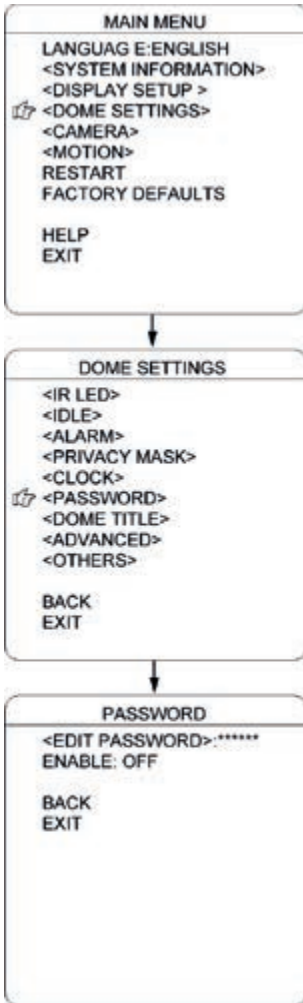 MAIN MENU
LANGUAG E:ENGLISH
<SYSTEM INFORMATION>
<DISPLAY SETUP >
<DOME SETTINGS>
<CAMERA>
<MOTION>
RESTART
FACTORY DEFAULTS
HELP
EXIT
DOME SETTINGS
<IR LED>
<IDLE>
<ALARM>
<PRIVACY MASK>
<CLOCK>
<PASSWORD>
<DOME TITLE>
<ADVANCED>
<OTHERS>
BACK
EXIT
PASSWORD
<EDIT PASSWORD>:******
ENABLE: OFF
BACK
EXIT